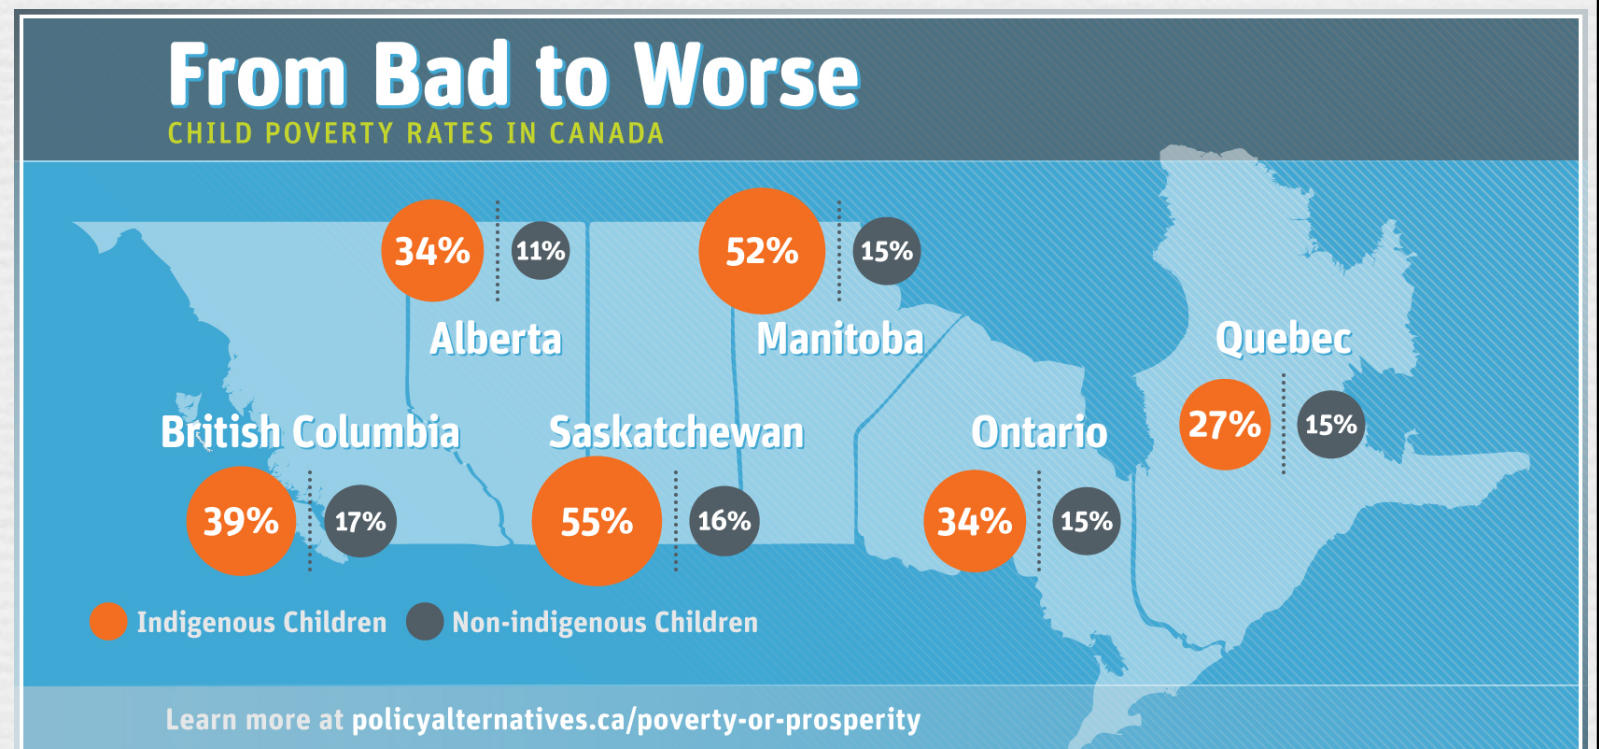 From Bad to Worse
CHILD POVERTY RATES IN CANADA
34% 11%
Alberta
52% 15%
Manitoba
Quebec
27% 15%
British Columbia
39% 17%
Saskatchewan
55% 16%
Ontario
34% 15%
Indigenous Children Non-indigenous Children
Learn more at policyalternatives.ca/poverty-or-prosperity